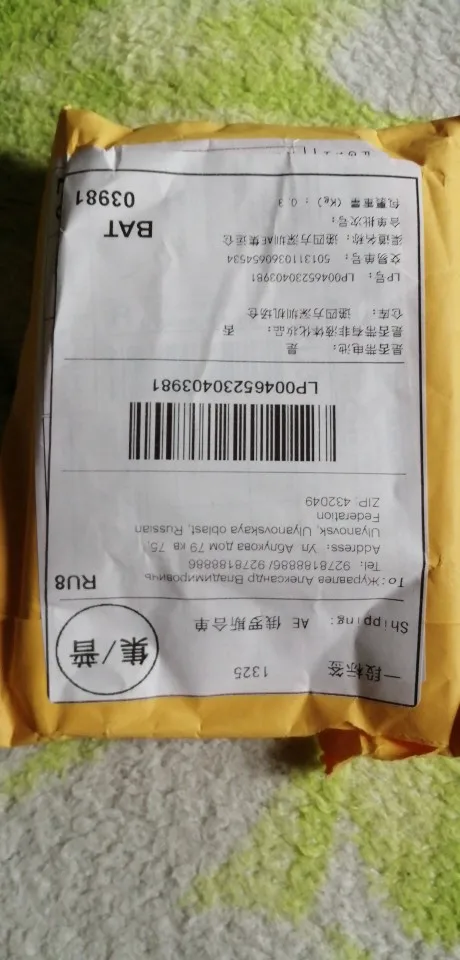 一段标签 1325
集/普
Shipping: AE 俄罗斯合单
To:Журавлев Александр Владимирович
RU8
Tel: 9278188886/ 9278188886
Address: Ул Аблукова дом 79 кв 75,
Ulyanovsk, Ulyanovskaya oblast, Russian
Federation
ZIP: 432049
LP00465230403981
是否带电池: 是
是否带有非液体化妆品: 否
仓库: 递四方深圳机场仓
LP号: LP00465230403981
交易单号: 5013110360654534
渠道名称: 递四方深圳AE集运仓
合单批次号:
包裹重量 (Kg) : 0.3
BAT
03981